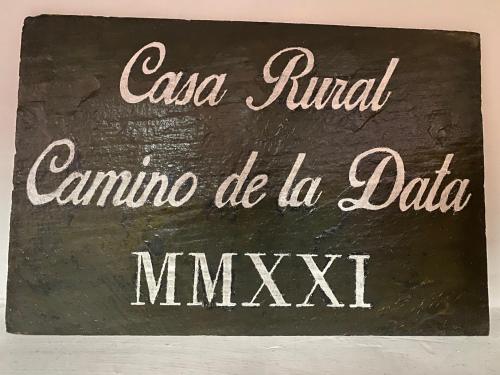 Casa Rural
Camino de la Data
MMXXI